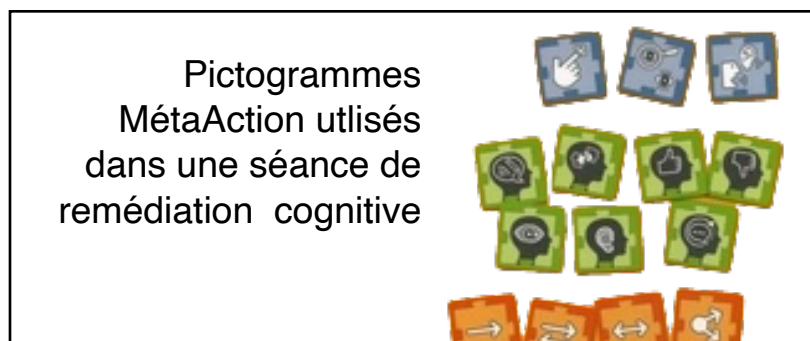 Pictogrammes
MétaAction utlisés
dans une séance de
remédiation cognitive